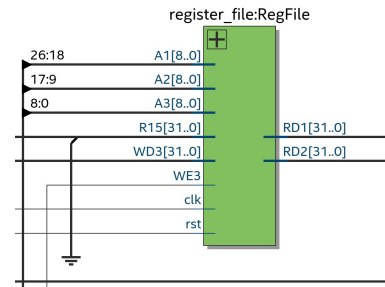 register_file:RegFile
26:18 A1[8..0]
17:9 A2[8..0]
8:0 A3[8..0]
R15[31..0] RD1[31..0]
WD3[31..0] RD2[31..0]
WE3
clk
rst